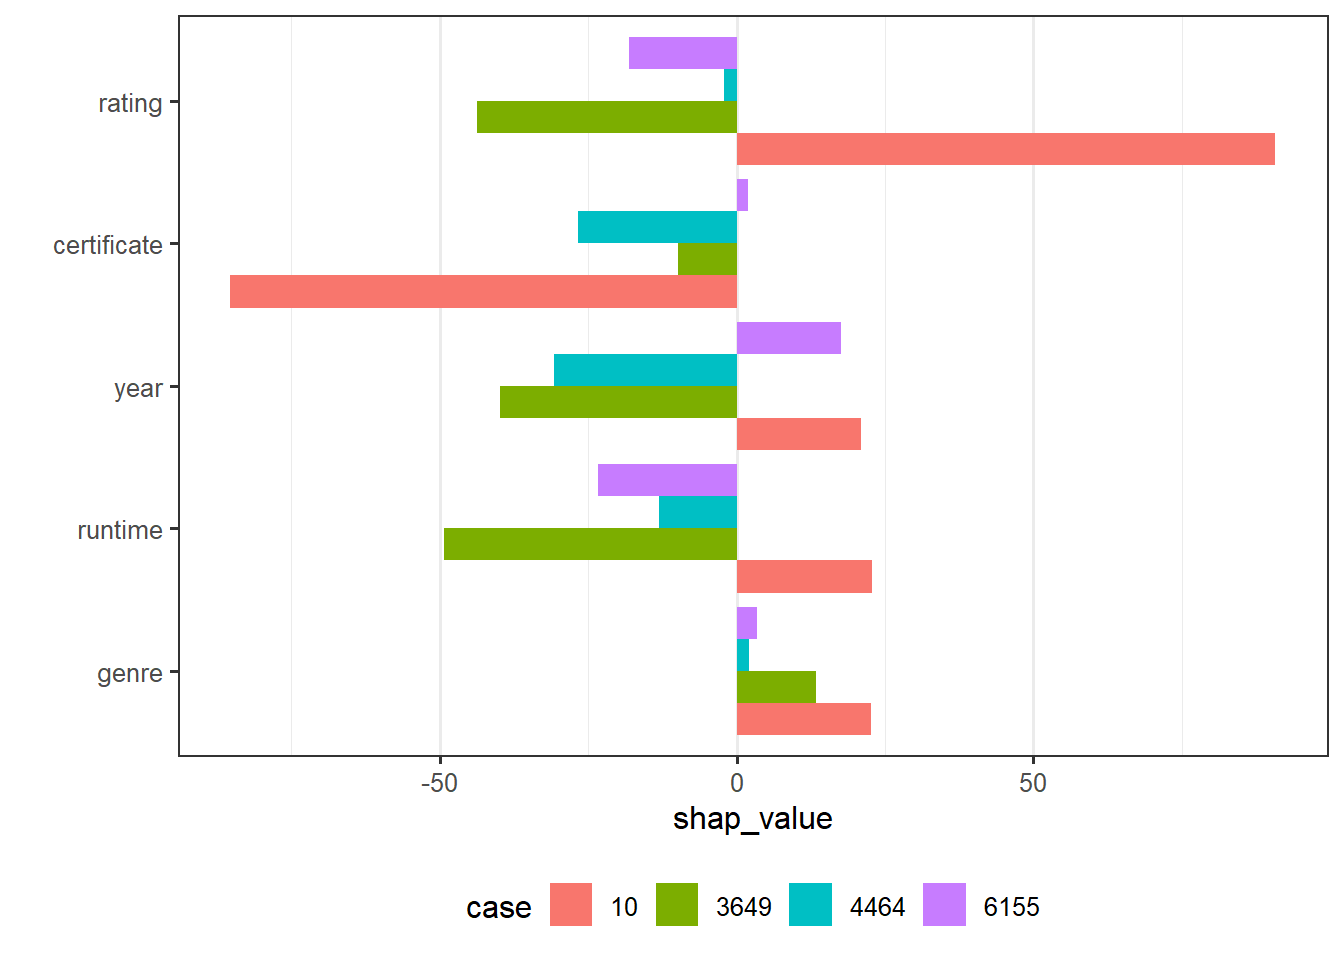 rating
certificate
year
runtime
genre
-50 0 50
shap_value
case 10 3649 4464 6155